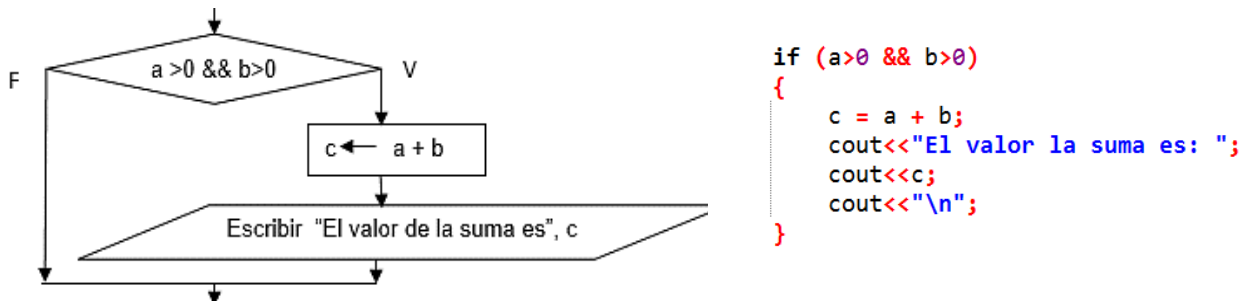 a >0 && b>0
F
V
c← a + b
Escribir “El valor de la suma es”, c
if (a>0 && b>0)
{
c = a + b;
cout<<"El valor la suma es: ";
cout<<c;
cout<<"\n";
}